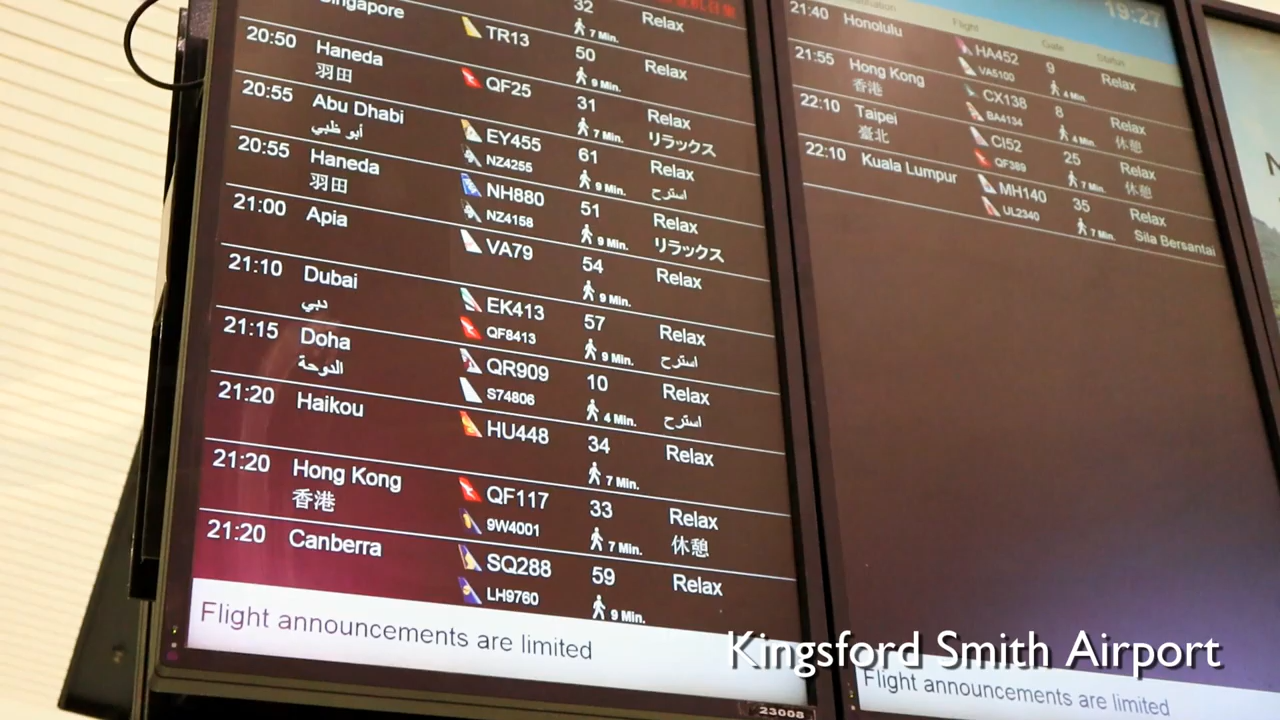 Singapore TR13 32 Relax
7 Min.
20:50 Haneda QF25 50 Relax
羽田 9 Min.
20:55 Abu Dhabi EY455 31 Relax
أبو ظبي NZ4255 7 Min. リラックス
20:55 Haneda NH880 61 Relax
羽田 NZ4158 9 Min. استرح
21:00 Apia VA79 51 Relax
9 Min. リラックス
21:10 Dubai EK413 54 Relax
دبي QF8413 9 Min.
21:15 Doha QR909 57 Relax
الدوحة S74806 9 Min. استرح
21:20 Haikou HU448 10 Relax
4 Min. استرح
21:20 Hong Kong QF117 34 Relax
香港 9W4001 7 Min.
21:20 Canberra SQ288 33 Relax
LH9760 7 Min. 休憩
59 Relax
9 Min.
Flight announcements are limited
23008
19:27
Flight Gate Status
21:40 Honolulu HA452 9 Relax
VA5100 4 Min.
21:55 Hong Kong CX138 8 Relax
香港 BA4134 4 Min. 休憩
22:10 Taipei CI52 25 Relax
臺北 QF389 7 Min. 休憩
22:10 Kuala Lumpur MH140 35 Relax
UL2340 7 Min. Sila Bersantai
Flight announcements are limited
Kingsford Smith Airport